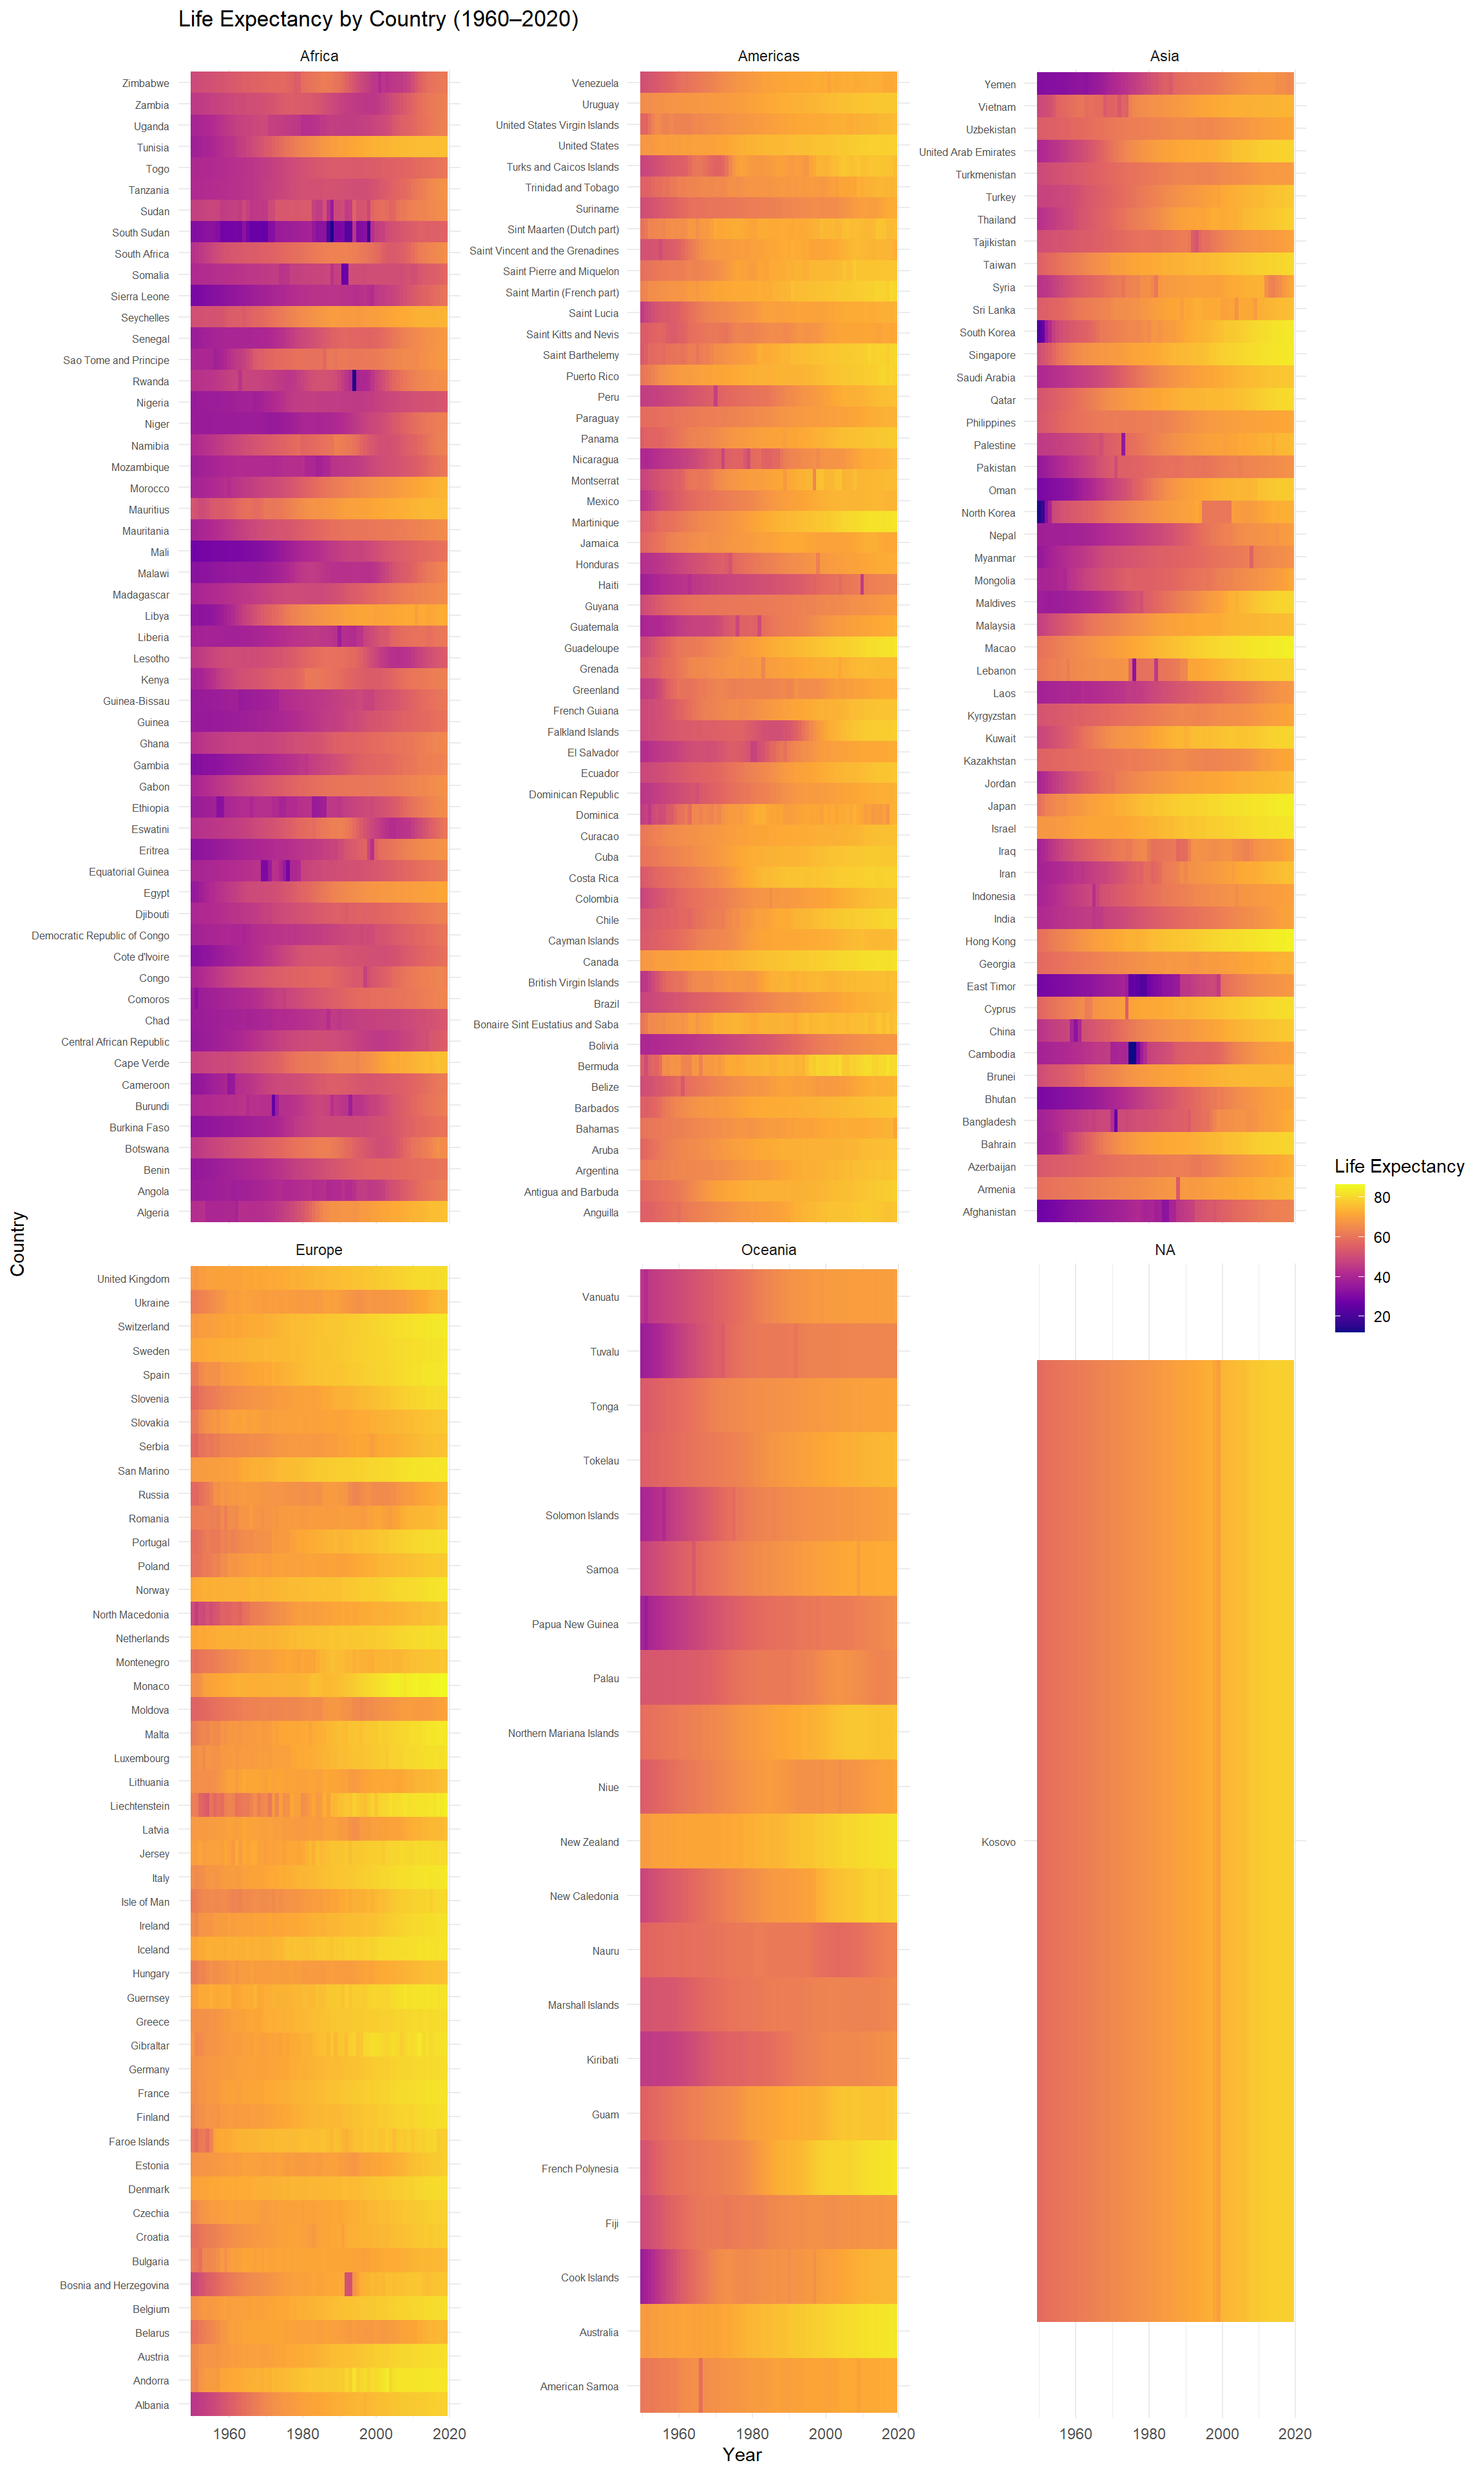 Life Expectancy by Country (1960–2020)
Africa
Zimbabwe
Zambia
Uganda
Tunisia
Togo
Tanzania
Sudan
South Sudan
South Africa
Somalia
Sierra Leone
Seychelles
Senegal
Sao Tome and Principe
Rwanda
Nigeria
Niger
Namibia
Mozambique
Morocco
Mauritius
Mauritania
Mali
Malawi
Madagascar
Libya
Liberia
Lesotho
Kenya
Guinea-Bissau
Guinea
Ghana
Gambia
Gabon
Ethiopia
Eswatini
Eritrea
Equatorial Guinea
Egypt
Djibouti
Democratic Republic of Congo
Cote d'Ivoire
Congo
Comoros
Chad
Central African Republic
Cape Verde
Cameroon
Burundi
Burkina Faso
Botswana
Benin
Angola
Algeria
Americas
Venezuela
Uruguay
United States Virgin Islands
United States
Turks and Caicos Islands
Trinidad and Tobago
Suriname
Sint Maarten (Dutch part)
Saint Vincent and the Grenadines
Saint Pierre and Miquelon
Saint Martin (French part)
Saint Lucia
Saint Kitts and Nevis
Saint Barthelemy
Puerto Rico
Peru
Paraguay
Panama
Nicaragua
Montserrat
Mexico
Martinique
Jamaica
Honduras
Haiti
Guyana
Guatemala
Guadeloupe
Grenada
Greenland
French Guiana
Falkland Islands
El Salvador
Ecuador
Dominican Republic
Dominica
Curacao
Cuba
Costa Rica
Colombia
Chile
Cayman Islands
Canada
British Virgin Islands
Brazil
Bonaire Sint Eustatius and Saba
Bolivia
Bermuda
Belize
Barbados
Bahamas
Aruba
Argentina
Antigua and Barbuda
Anguilla
Asia
Yemen
Vietnam
Uzbekistan
United Arab Emirates
Turkmenistan
Turkey
Thailand
Tajikistan
Taiwan
Syria
Sri Lanka
South Korea
Singapore
Saudi Arabia
Qatar
Philippines
Palestine
Pakistan
Oman
North Korea
Nepal
Myanmar
Mongolia
Maldives
Malaysia
Macao
Lebanon
Laos
Kyrgyzstan
Kuwait
Kazakhstan
Jordan
Japan
Israel
Iraq
Iran
Indonesia
India
Hong Kong
Georgia
East Timor
Cyprus
China
Cambodia
Brunei
Bhutan
Bangladesh
Bahrain
Azerbaijan
Armenia
Afghanistan
Life Expectancy
80
60
40
20
Country
Europe
United Kingdom
Ukraine
Switzerland
Sweden
Spain
Slovenia
Slovakia
Serbia
San Marino
Russia
Romania
Portugal
Poland
Norway
North Macedonia
Netherlands
Montenegro
Monaco
Moldova
Malta
Luxembourg
Lithuania
Liechtenstein
Latvia
Jersey
Italy
Isle of Man
Ireland
Iceland
Hungary
Guernsey
Greece
Gibraltar
Germany
France
Finland
Faroe Islands
Estonia
Denmark
Czechia
Croatia
Bulgaria
Bosnia and Herzegovina
Belgium
Belarus
Austria
Andorra
Albania
1960 1980 2000 2020
Oceania
Vanuatu
Tuvalu
Tonga
Tokelau
Solomon Islands
Samoa
Papua New Guinea
Palau
Northern Mariana Islands
Niue
New Zealand
New Caledonia
Nauru
Marshall Islands
Kiribati
Guam
French Polynesia
Fiji
Cook Islands
Australia
American Samoa
1960 1980 2000 2020
NA
Kosovo
1960 1980 2000 2020
Year